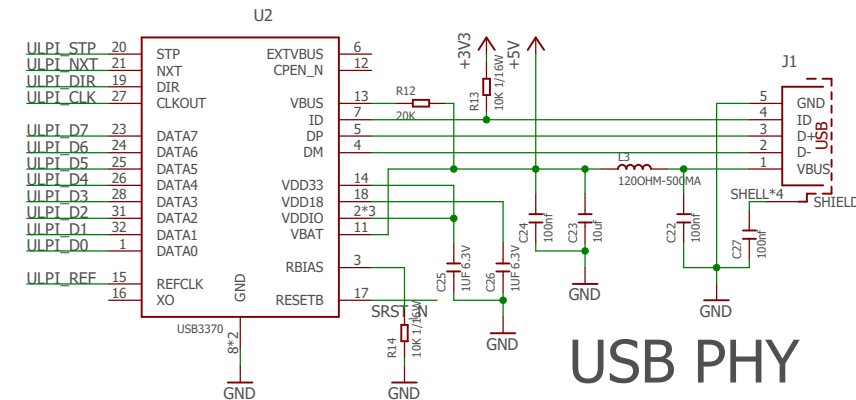 U2
ULPI_STP 20 STP
ULPI_NXT 21 NXT
ULPI_DIR 19 DIR
ULPI_CLK 27 CLKOUT
ULPI_D7 23 DATA7
ULPI_D6 24 DATA6
ULPI_D5 25 DATA5
ULPI_D4 26 DATA4
ULPI_D3 28 DATA3
ULPI_D2 31 DATA2
ULPI_D1 32 DATA1
ULPI_D0 1 DATA0
ULPI_REF 15 REFCLK
16 XO
EXTVBUS 6
CPEN_N 12
VBUS 13
ID 7
DP 5
DM 4
VDD33 14
VDD18 18
VDDIO 2*3
VBAT 11
RBIAS 3
RESETB 17
GND
USB3370
8*2
GND
R12
20K
+3V3
+5V
R13
10K 1/16W
SRST_N
R14
10K 1/16W
GND
C25
1UF 6.3V
C26
1UF 6.3V
GND
C24
100nf
C23
10uf
GND
L3
120OHM-500MA
C22
100nf
C27
100nf
GND
J1
5 GND
4 ID
3 D+
2 D-
1 VBUS
USB
SHELL*4
SHIELD
USB PHY